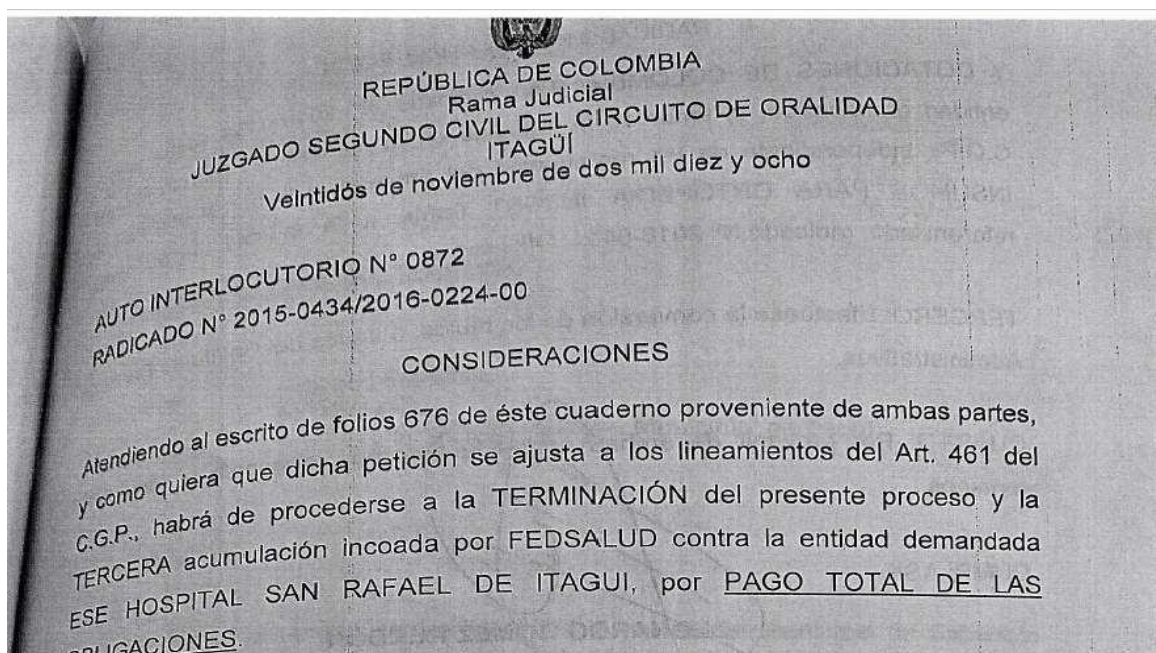 REPÚBLICA DE COLOMBIA
Rama Judicial
JUZGADO SEGUNDO CIVIL DEL CIRCUITO DE ORALIDAD
ITAGÜÍ
Veintidós de noviembre de dos mil diez y ocho
AUTO INTERLOCUTORIO N° 0872
RADICADO N° 2015-0434/2016-0224-00
CONSIDERACIONES
Atendiendo al escrito de folios 676 de éste cuaderno proveniente de ambas partes,
y como quiera que dicha petición se ajusta a los lineamientos del Art. 461 del
C.G.P., habrá de procederse a la TERMINACIÓN del presente proceso y la
TERCERA acumulación incoada por FEDSALUD contra la entidad demandada
ESE HOSPITAL SAN RAFAEL DE ITAGUI, por PAGO TOTAL DE LAS
OBLIGACIONES.